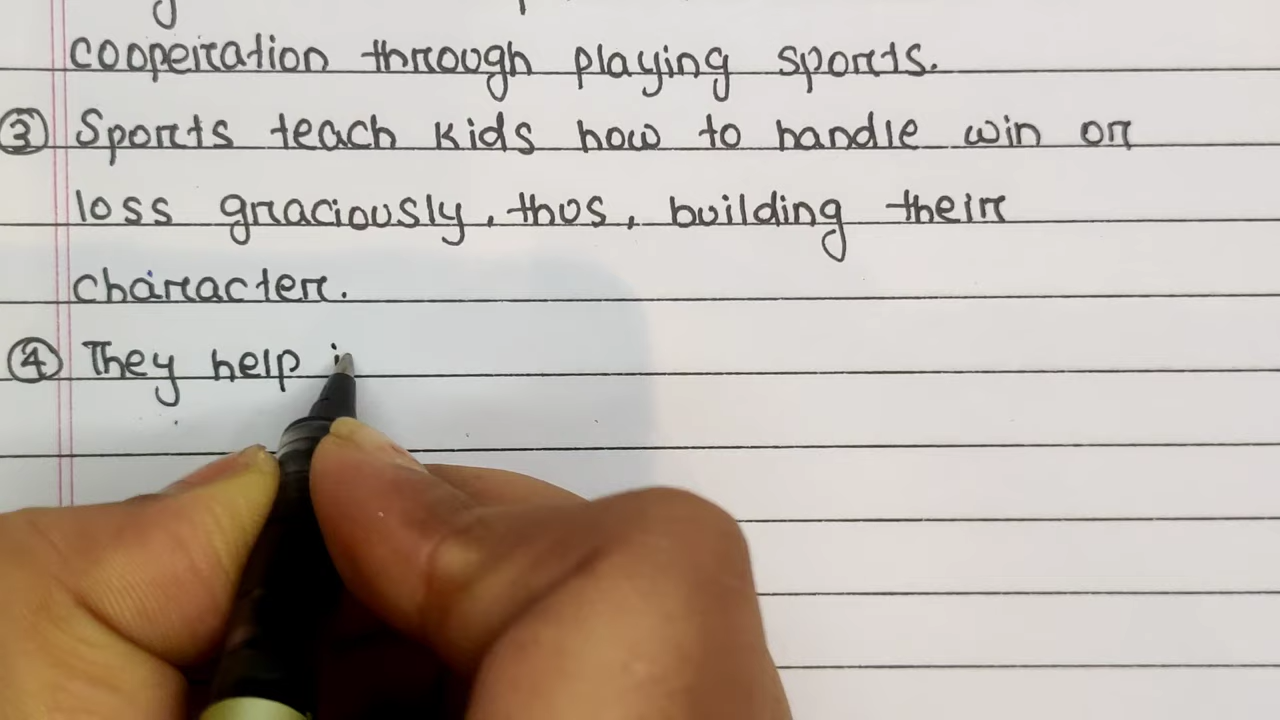 cooperation through playing sports.
③ Sports teach kids how to handle win or
loss graciously, thus, building their
character.
④ They help i